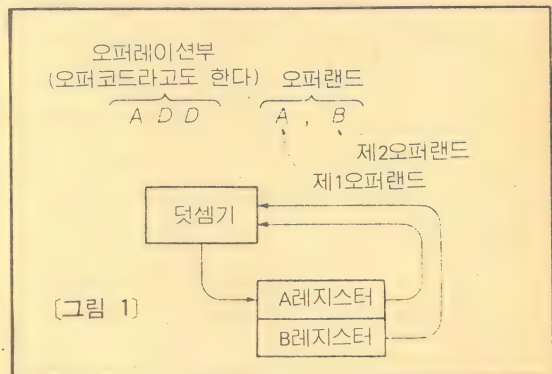 오퍼레이션부
(오퍼코드라고도 한다) 오퍼랜드
A D D A , B
제2오퍼랜드
제1오퍼랜드
덧셈기
A레지스터
[그림 1]
B레지스터